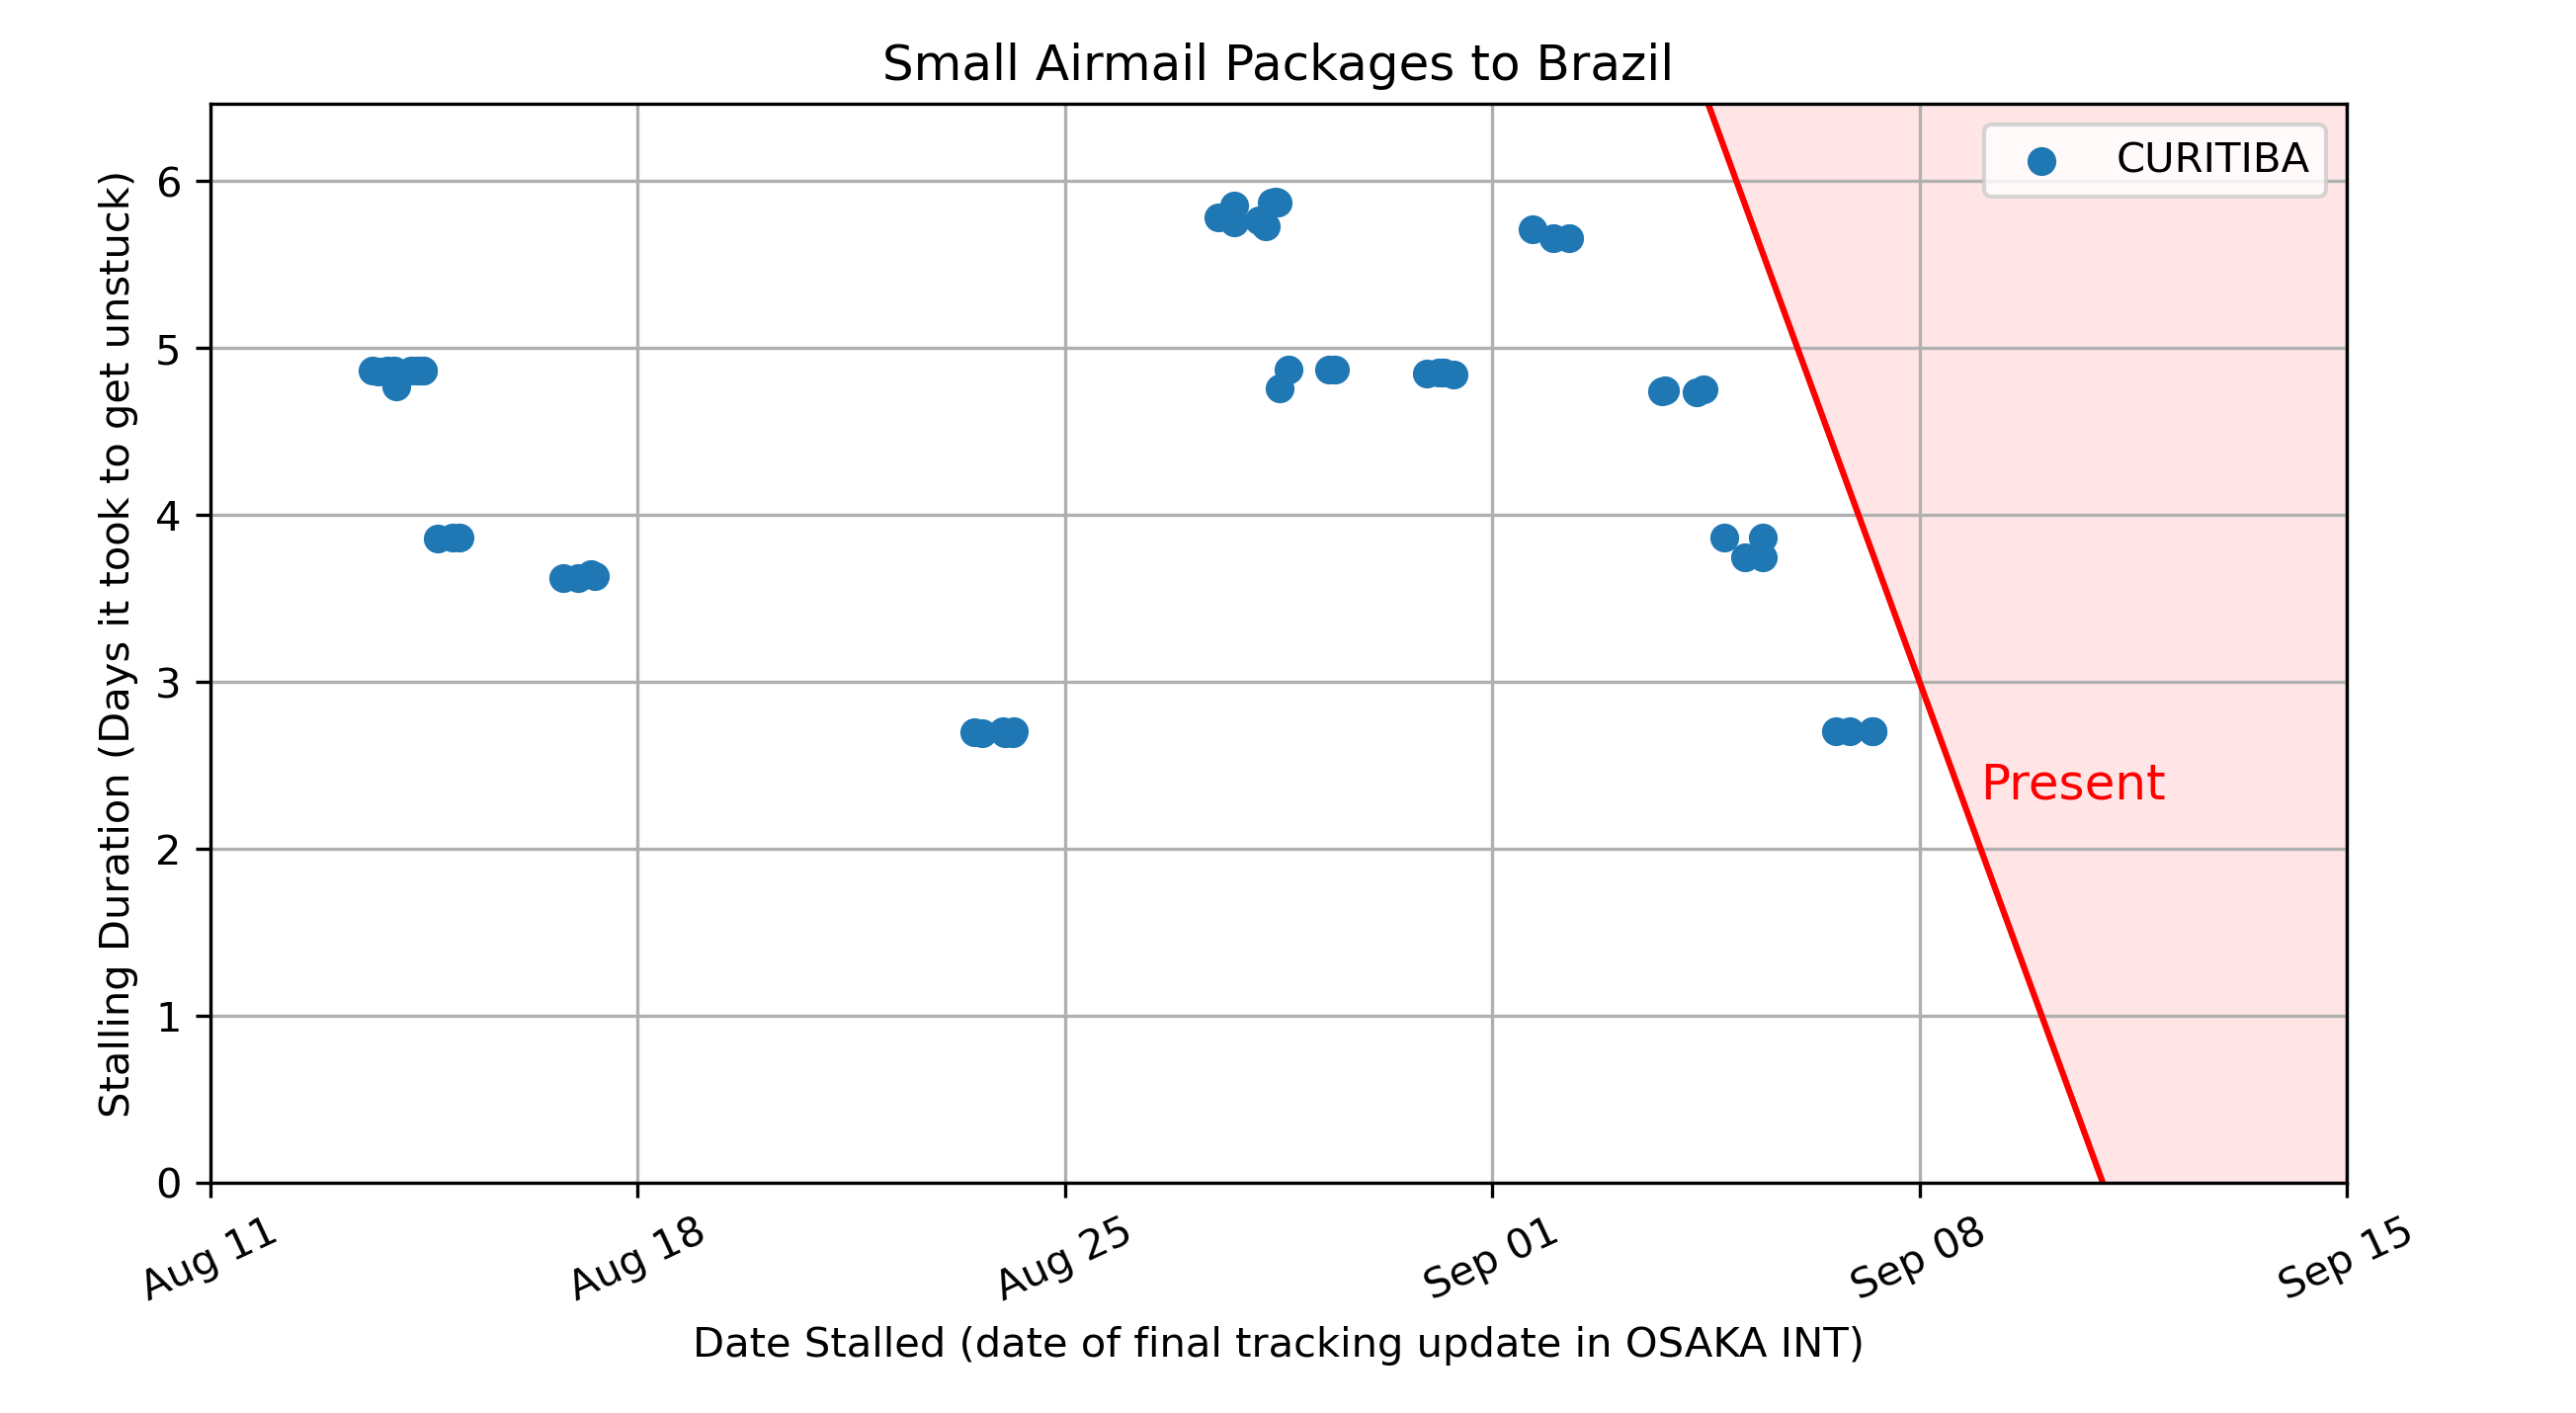 Small Airmail Packages to Brazil
CURITIBA
Stalling Duration (Days it took to get unstuck)
6
5
4
3
2
1
0
Present
Aug 11
Aug 18
Aug 25
Sep 01
Sep 08
Sep 15
Date Stalled (date of final tracking update in OSAKA INT)